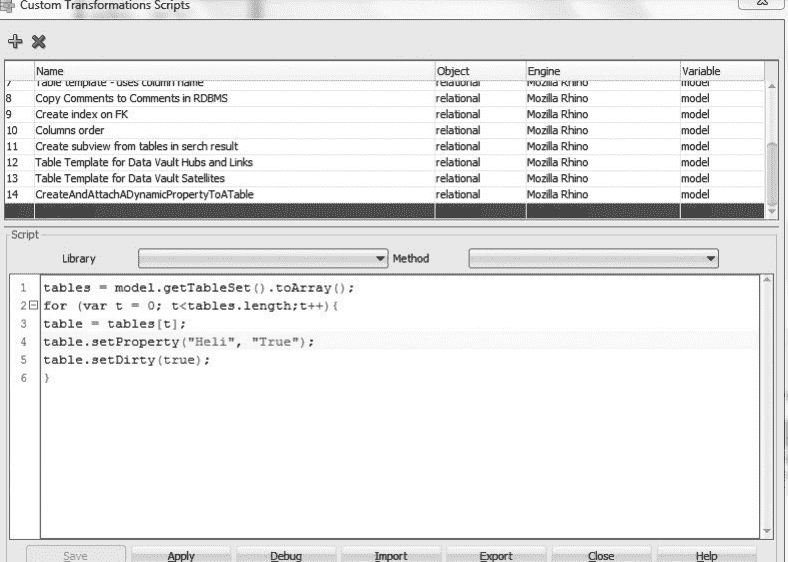 Custom Transformations Scripts
Name Object Engine Variable
7 Table template - uses column name relational Mozilla Rhino model
8 Copy Comments to Comments in RDBMS relational Mozilla Rhino model
9 Create index on FK relational Mozilla Rhino model
10 Columns order relational Mozilla Rhino model
11 Create subview from tables in serch result relational Mozilla Rhino model
12 Table Template for Data Vault Hubs and Links relational Mozilla Rhino model
13 Table Template for Data Vault Satellites relational Mozilla Rhino model
14 CreateAndAttachADynamicPropertyToATable relational Mozilla Rhino model
Script
Library Method
1 tables = model.getTableSet().toArray();
2 for (var t = 0; t<tables.length;t++){
3 table = tables[t];
4 table.setProperty("Heli", "True");
5 table.setDirty(true);
6 }
Save Apply Debug Import Export Close Help